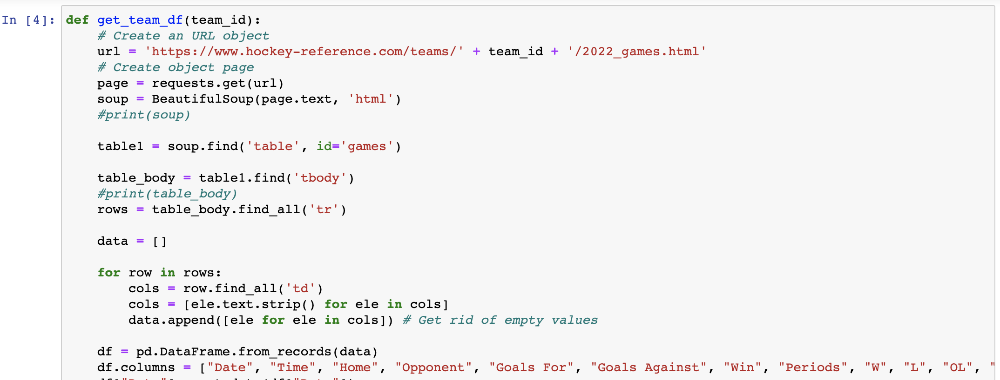 In [4]: def get_team_df(team_id):
# Create an URL object
url = 'https://www.hockey-reference.com/teams/' + team_id + '/2022_games.html'
# Create object page
page = requests.get(url)
soup = BeautifulSoup(page.text, 'html')
#print(soup)
table1 = soup.find('table', id='games')
table_body = table1.find('tbody')
#print(table_body)
rows = table_body.find_all('tr')
data = []
for row in rows:
cols = row.find_all('td')
cols = [ele.text.strip() for ele in cols]
data.append([ele for ele in cols]) # Get rid of empty values
df = pd.DataFrame.from_records(data)
df.columns = ["Date", "Time", "Home", "Opponent", "Goals For", "Goals Against", "Win", "Periods", "W", "L", "OL", "